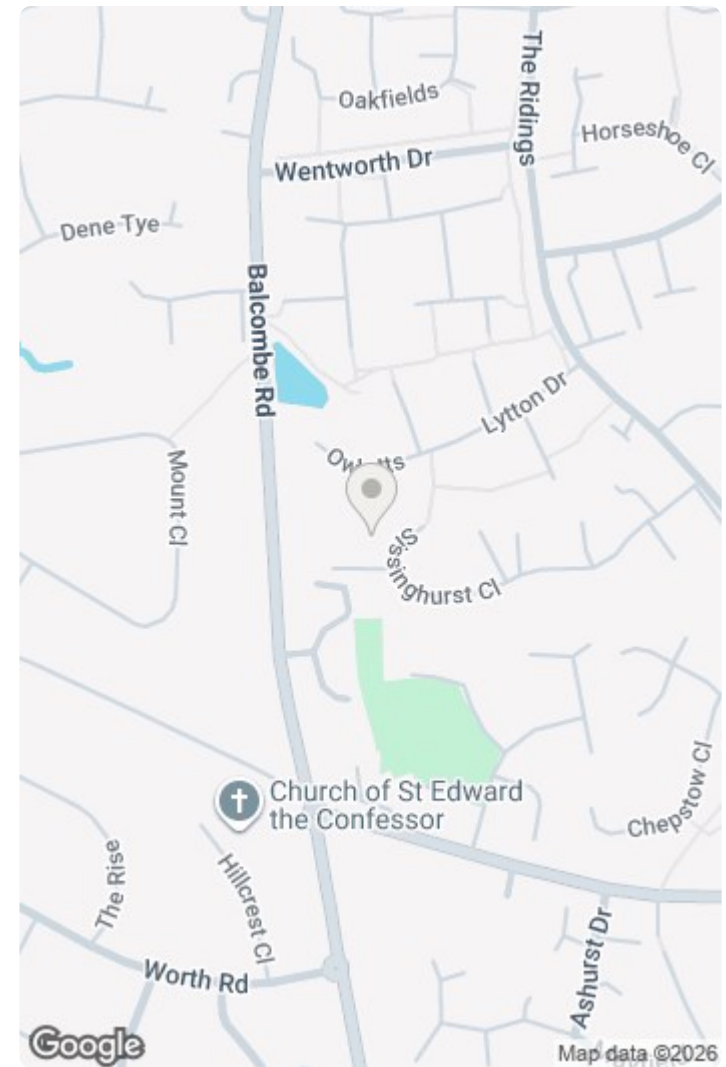 Oakfields
The Ridings
Horseshoe Cl
Wentworth Dr
Dene Tye
Balcombe Rd
Lytton Dr
Mount Cl
Sissinghurst Cl
Church of St Edward
the Confessor
Chepstow Cl
The Rise
Hillcrest Cl
Ashurst Dr
Worth Rd
Google
Map data ©2026